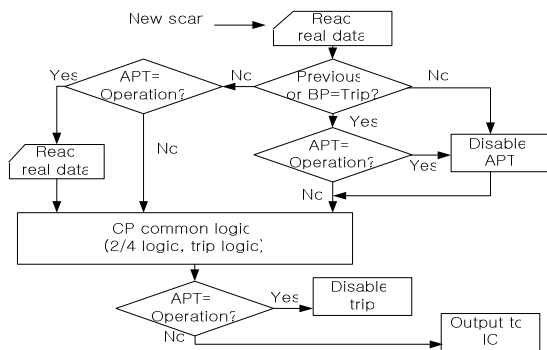 New scar
Reac
real data
Yes
APT=
Operation?
Nc
Previous
or BP=Trip?
Nc
Yes
Reac
real data
Nc
APT=
Operation?
Yes
Disable
APT
Nc
CP common logic
(2/4 logic, trip logic)
APT=
Operation?
Yes
Disable
trip
Nc
Output to
IC